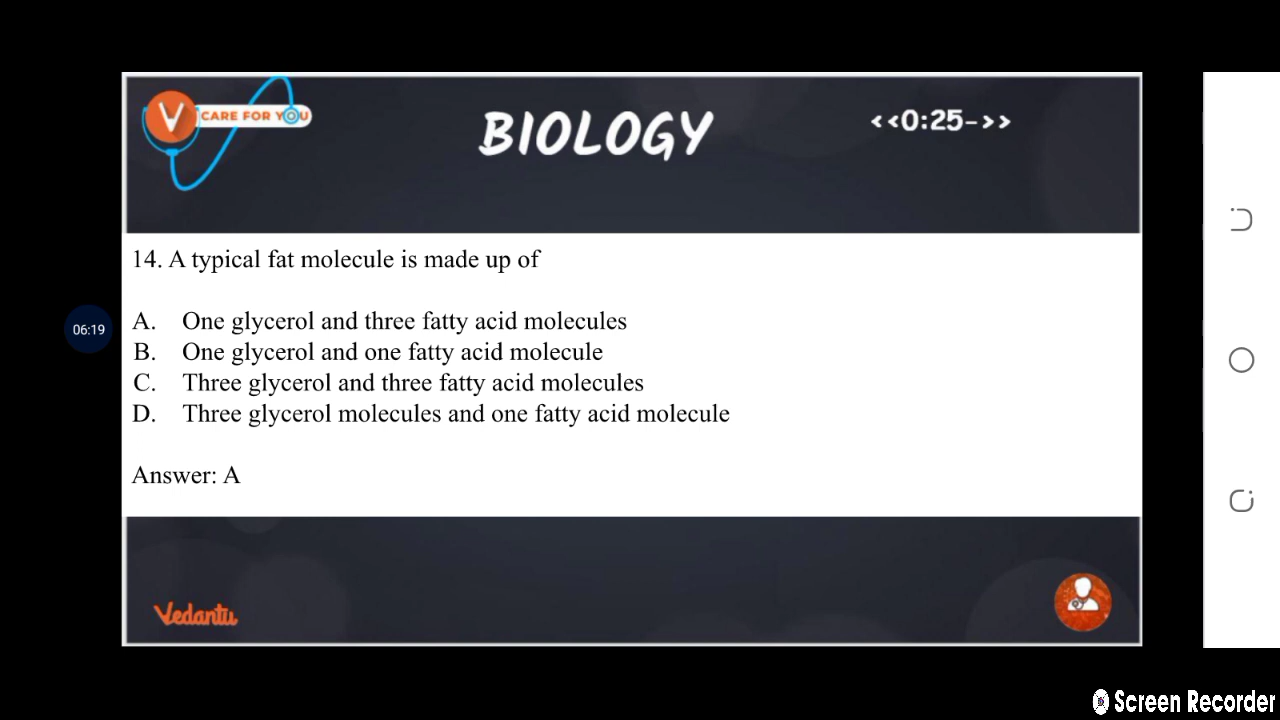 V CARE FOR YOU
BIOLOGY
<<0:25->>
14. A typical fat molecule is made up of
06:19
A. One glycerol and three fatty acid molecules
B. One glycerol and one fatty acid molecule
C. Three glycerol and three fatty acid molecules
D. Three glycerol molecules and one fatty acid molecule
Answer: A
Vedantu
Screen Recorder